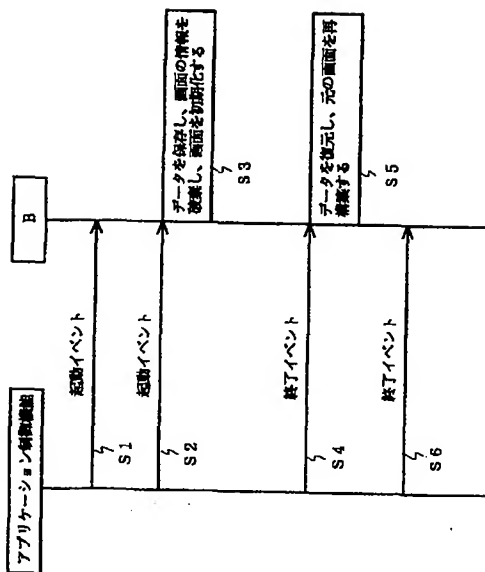 アプリケーション制御機能
B
起動イベント
S1
起動イベント
S2
データを保存し、画面の情報を
破棄し、画面を初期化する
S3
終了イベント
S4
データを復元し、元の画面を再
構築する
S5
終了イベント
S6